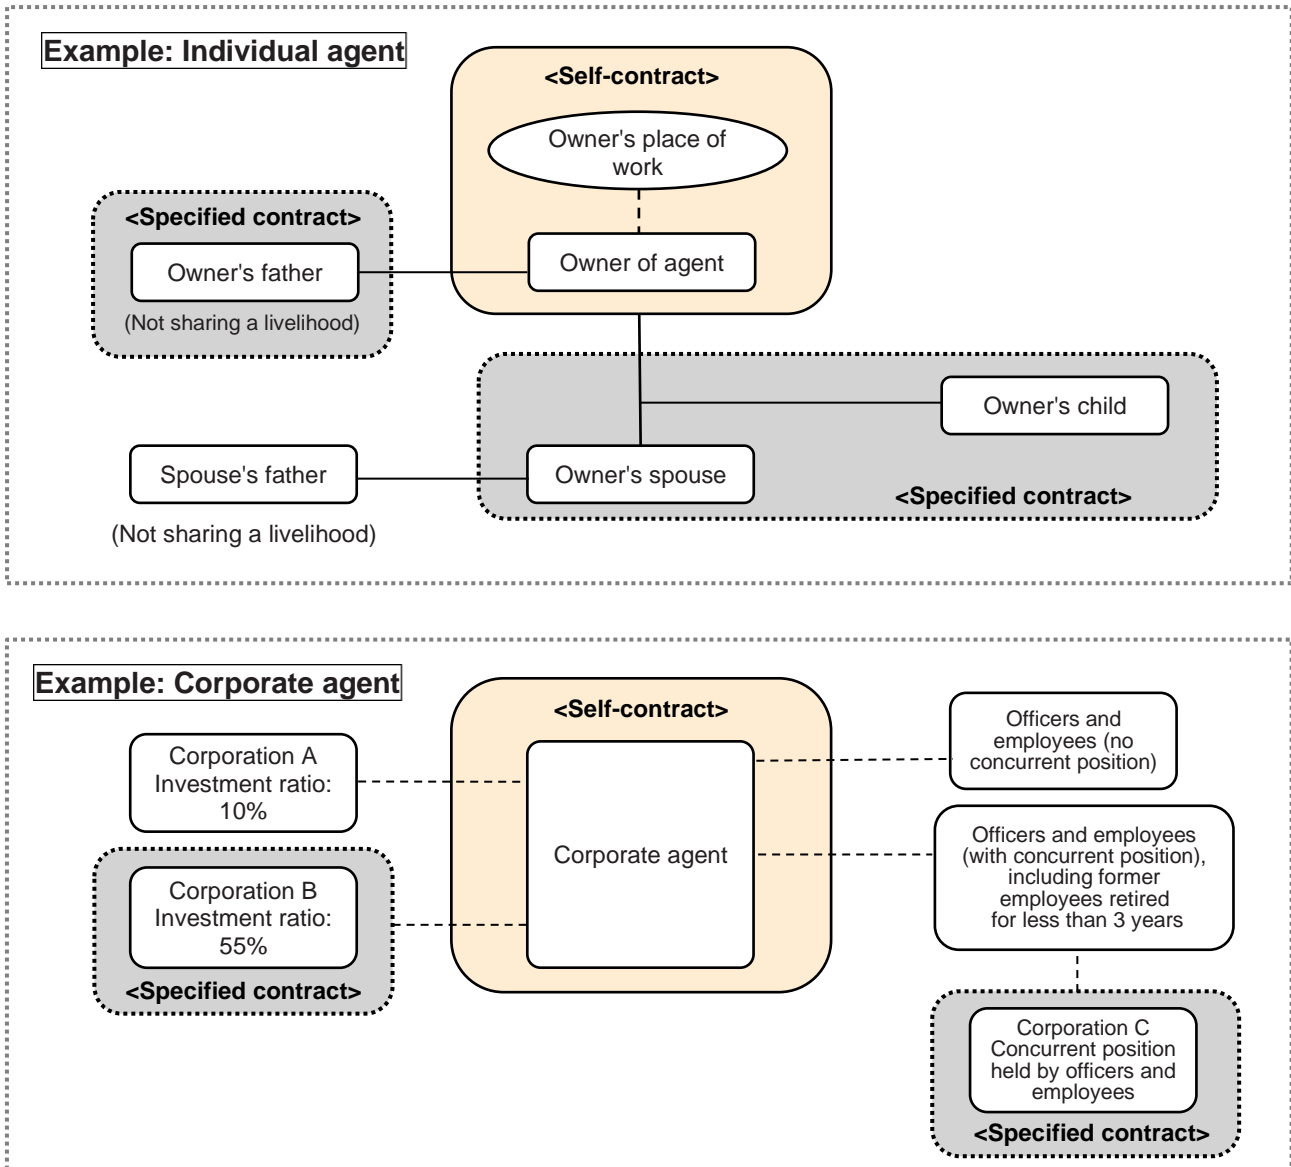 Example: Individual agent
<Self-contract>
Owner's place of
work
<Specified contract>
Owner's father
(Not sharing a livelihood)
Owner of agent
Owner's child
Spouse's father
(Not sharing a livelihood)
Owner's spouse
<Specified contract>
Example: Corporate agent
<Self-contract>
Corporation A
Investment ratio:
10%
Corporation B
Investment ratio:
55%
<Specified contract>
Corporate agent
Officers and
employees (no
concurrent position)
Officers and employees
(with concurrent position),
including former
employees retired
for less than 3 years
Corporation C
Concurrent position
held by officers and
employees
<Specified contract>